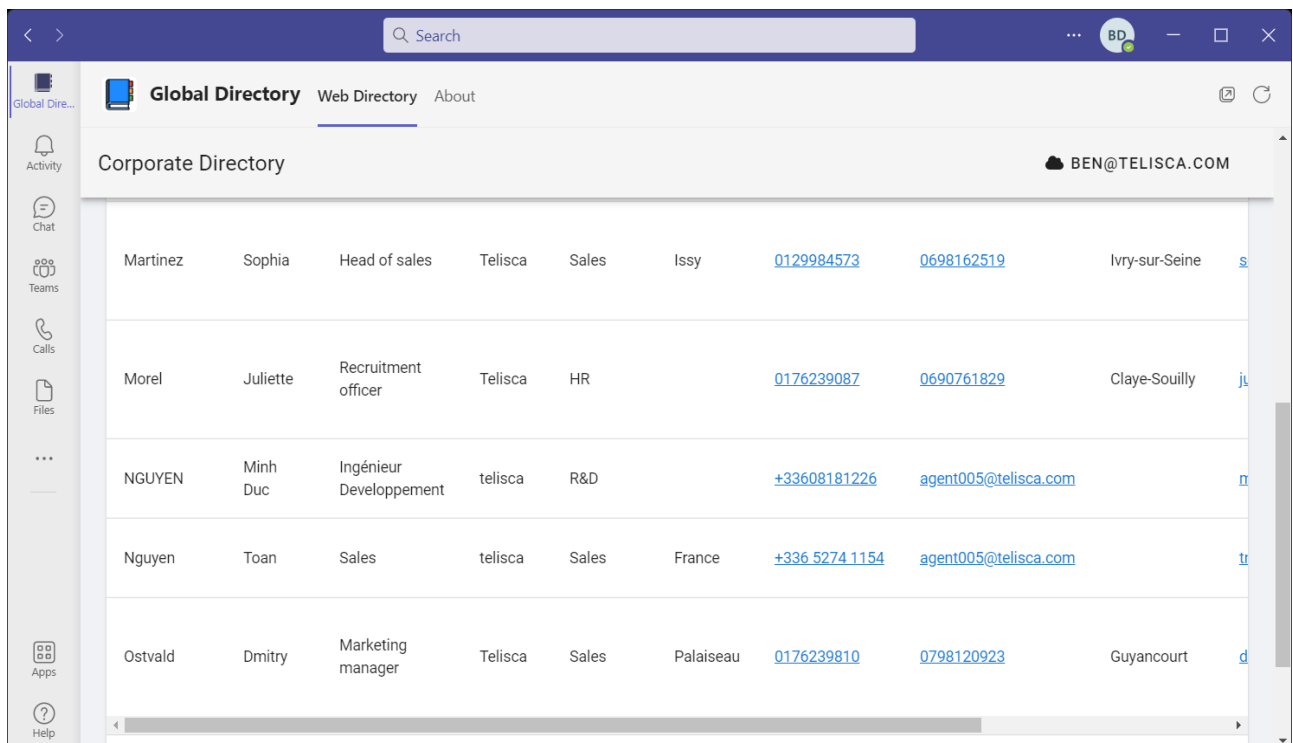 Search
BD
Global Dire...
Global Directory Web Directory About
Activity
Corporate Directory BEN@TELISCA.COM
Chat
Teams
Calls
Files
Apps
Help
Martinez Sophia Head of sales Telisca Sales Issy 0129984573 0698162519 Ivry-sur-Seine s
Morel Juliette Recruitment officer Telisca HR 0176239087 0690761829 Claye-Souilly ju
NGUYEN Minh Duc Ingénieur Developpement telisca R&D +33608181226 agent005@telisca.com m
Nguyen Toan Sales telisca Sales France +336 5274 1154 agent005@telisca.com tr
Ostvald Dmitry Marketing manager Telisca Sales Palaiseau 0176239810 0798120923 Guyancourt d